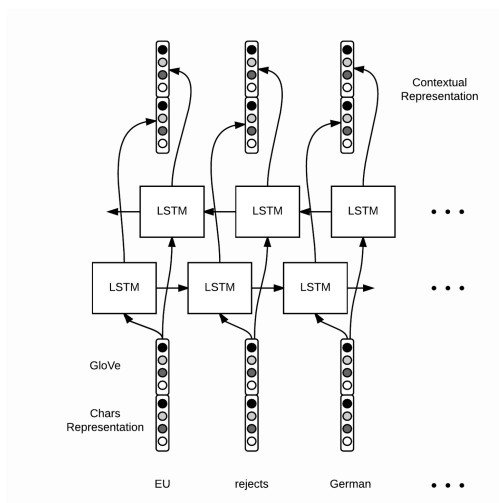 Contextual
Representation
LSTM LSTM LSTM
LSTM LSTM LSTM
GloVe
Chars
Representation
EU rejects German